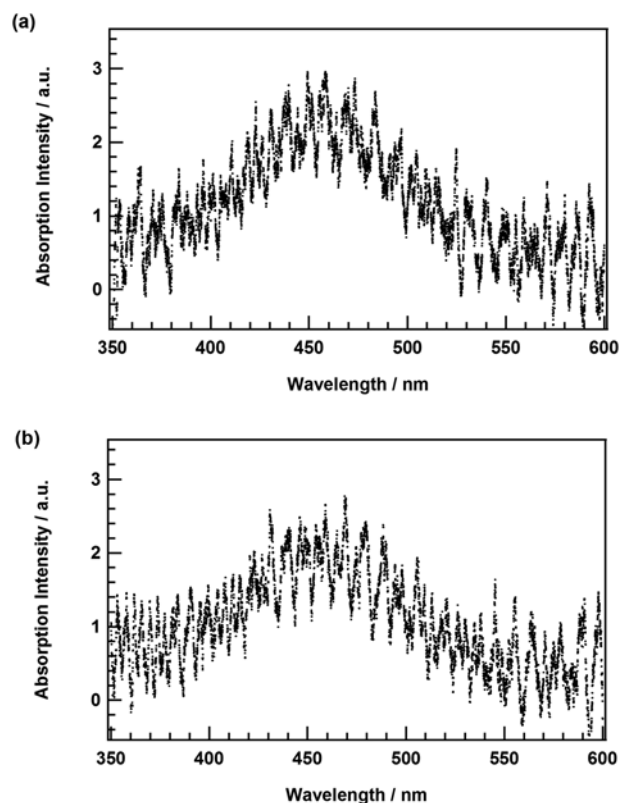 (a)
Absorption Intensity / a.u.
3
2
1
0
350 400 450 500 550 600
Wavelength / nm
(b)
Absorption Intensity / a.u.
3
2
1
0
350 400 450 500 550 600
Wavelength / nm